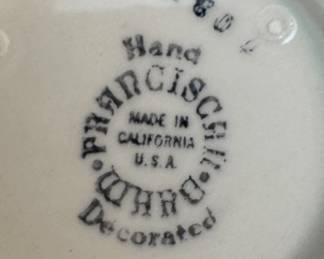 Hand
FRANCISCAN
MADE IN
CALIFORNIA
U.S.A.
WARE
Decorated